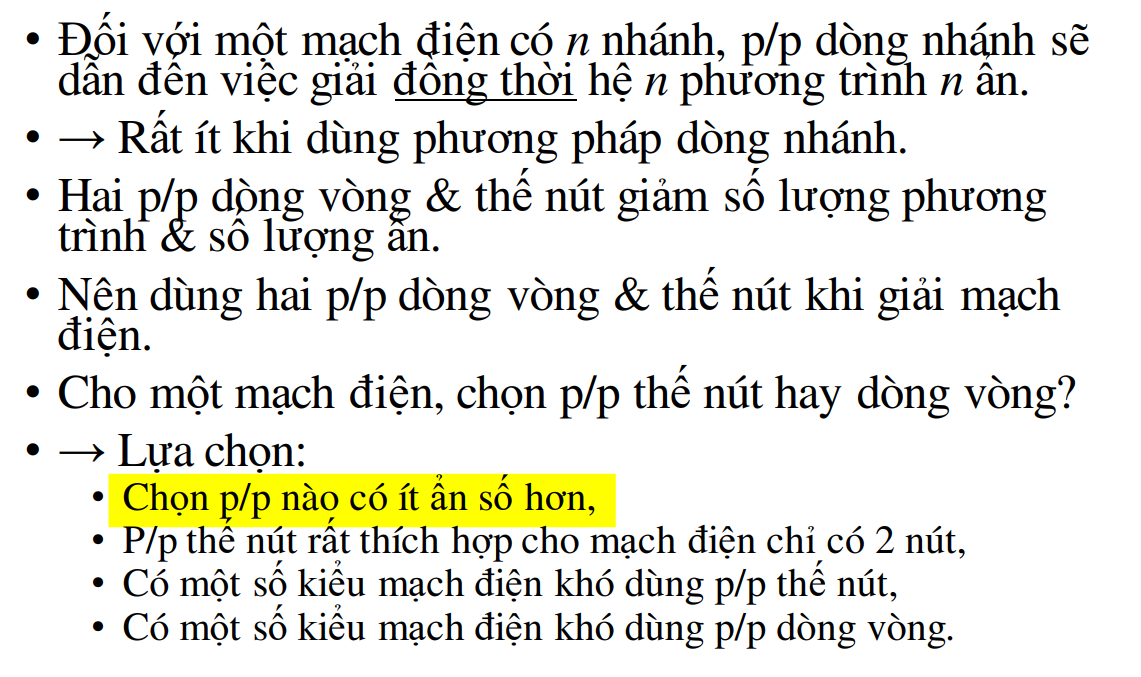 • Đối với một mạch điện có n nhánh, p/p dòng nhánh sẽ
dẫn đến việc giải đồng thời hệ n phương trình n ẩn.
• → Rất ít khi dùng phương pháp dòng nhánh.
• Hai p/p dòng vòng & thế nút giảm số lượng phương
trình & số lượng ẩn.
• Nên dùng hai p/p dòng vòng & thế nút khi giải mạch
điện.
• Cho một mạch điện, chọn p/p thế nút hay dòng vòng?
• → Lựa chọn:
• Chọn p/p nào có ít ẩn số hơn,
• P/p thế nút rất thích hợp cho mạch điện chỉ có 2 nút,
• Có một số kiểu mạch điện khó dùng p/p thế nút,
• Có một số kiểu mạch điện khó dùng p/p dòng vòng.